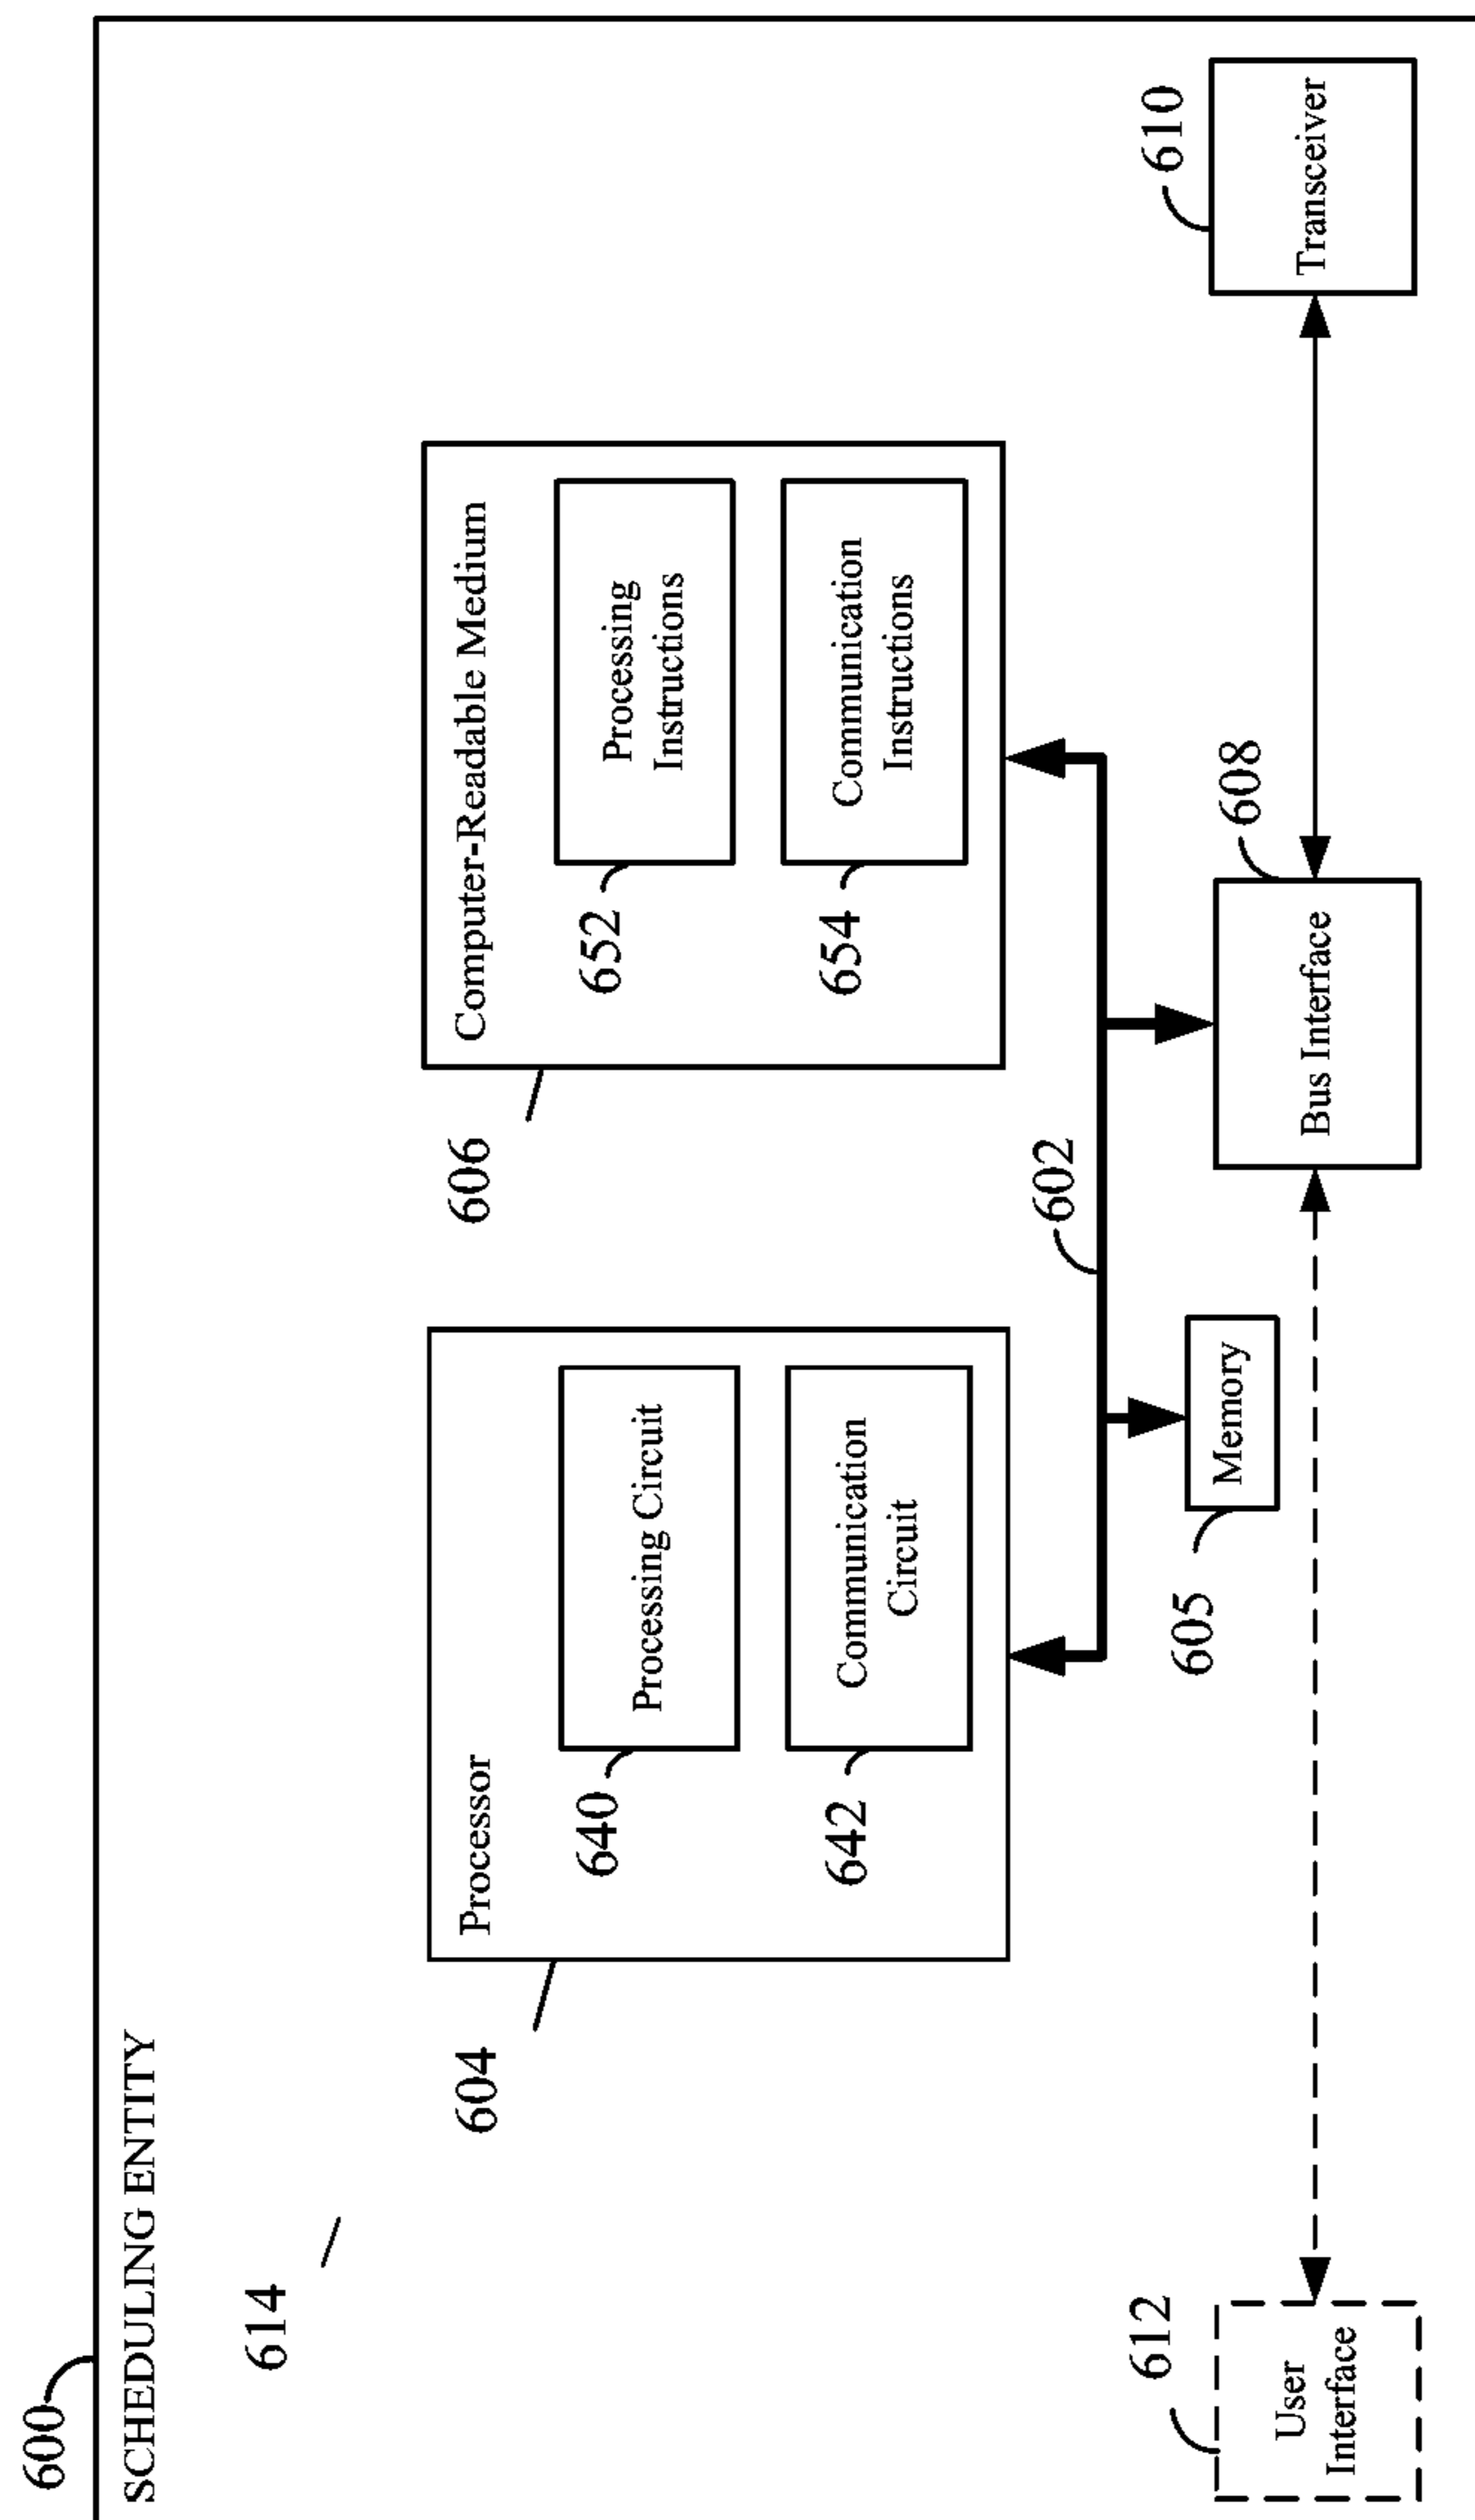 600
SCHEDULING ENTITY
614
604
Processor
640
Processing Circuit
642
Communication
Circuit
606
Computer-Readable Medium
652
Processing
Instructions
654
Communication
Instructions
602
605
Memory
612
User
Interface
608
Bus Interface
610
Transceiver